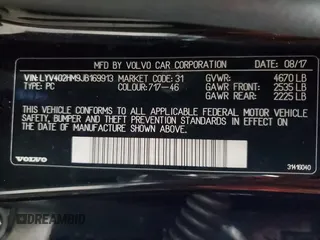 MFD BY VOLVO CAR CORPORATION DATE 08/17
VIN:LYV402HM9JB169913 MARKET CODE:31 GVWR: 4670 LB
TYPE: PC COLOUR:717-46 GAWR FRONT: 2535 LB
GAWR REAR: 2225 LB
THIS VEHICLE CONFORMS TO ALL APPLICABLE FEDERAL MOTOR VEHICLE
SAFETY, BUMPER AND THEFT PREVENTION STANDARDS IN EFFECT ON
THE DATE OF MANUFACTURE SHOWN ABOVE.
VOLVO 31416040
DREAMBID